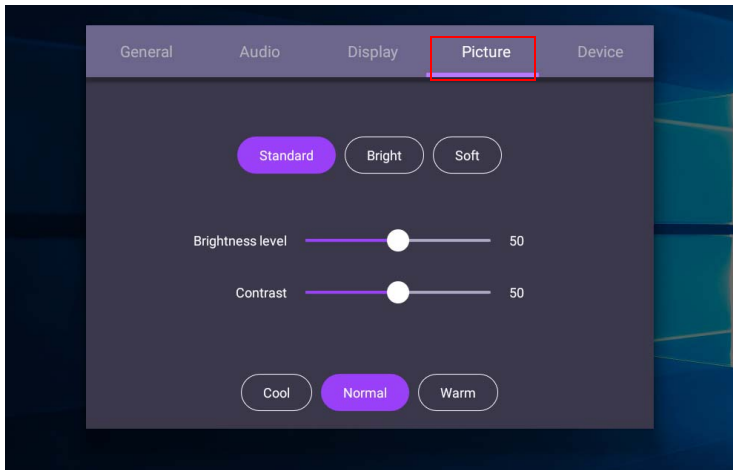 General Audio Display Picture Device
Standard Bright Soft
Brightness level 50
Contrast 50
Cool Normal Warm